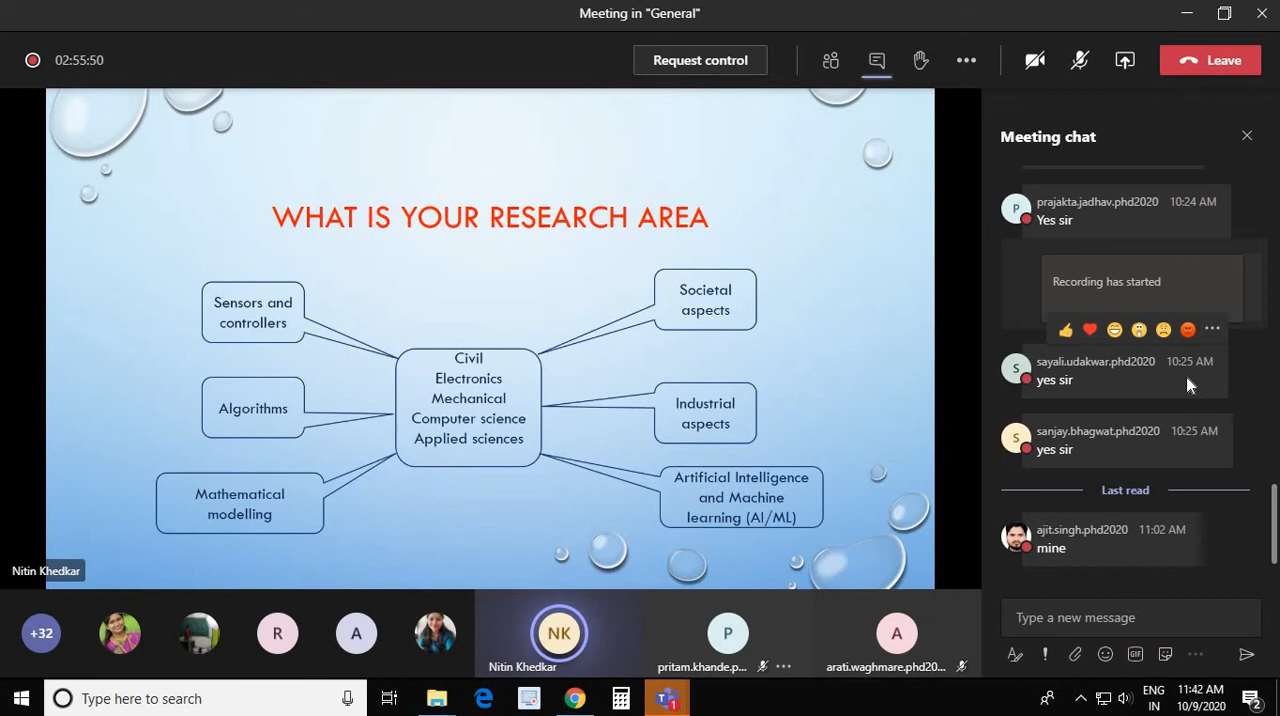 Meeting in "General"
02:55:50
Request control
Leave
WHAT IS YOUR RESEARCH AREA
Sensors and
controllers
Algorithms
Mathematical
modelling
Civil
Electronics
Mechanical
Computer science
Applied sciences
Societal
aspects
Industrial
aspects
Artificial Intelligence
and Machine
learning (AI/ML)
Nitin Khedkar
Meeting chat
P
prajakta.jadhav.phd2020 10:24 AM
Yes sir
Recording has started
S
sayali.udakwar.phd2020 10:25 AM
yes sir
S
sanjay.bhagwat.phd2020 10:25 AM
yes sir
Last read
ajit.singh.phd2020 11:02 AM
mine
Type a new message
GIF
+32
R
A
NK
Nitin Khedkar
P
pritam.khande.p...
A
arati.waghmare.phd20...
Type here to search
T
1
ENG
IN
11:42 AM
10/9/2020
2